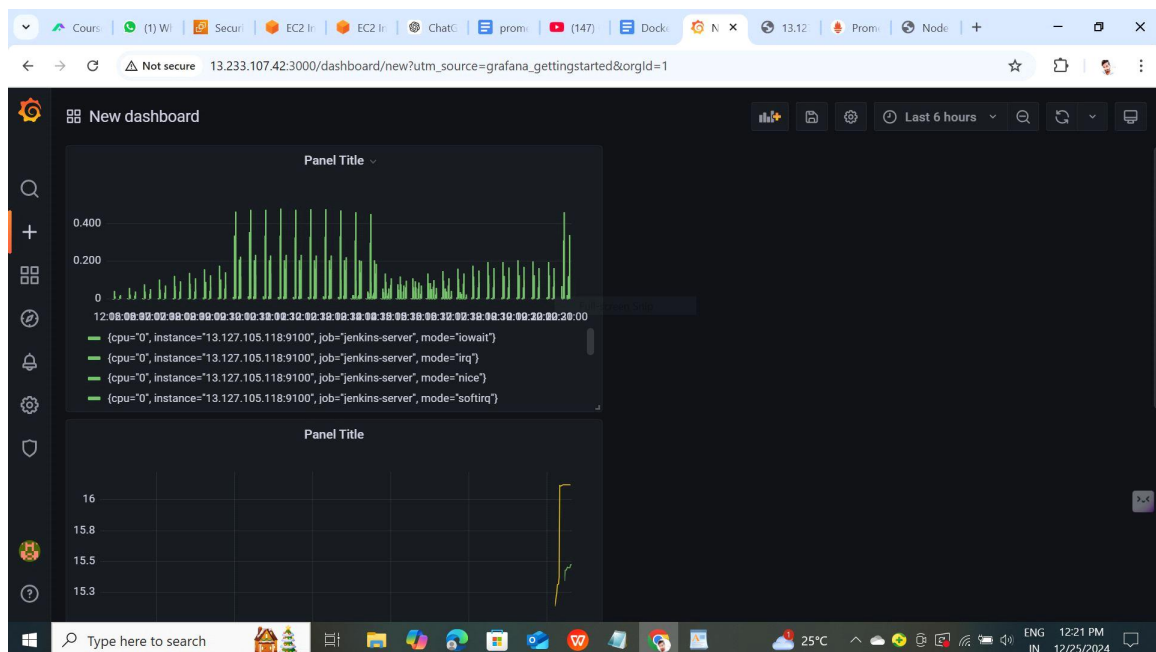 Cours
(1) W
Securi
EC2 In
EC2 In
ChatG
prom
(147)
Docke
N
13.12
Prom
Node
Not secure
13.233.107.42:3000/dashboard/new?utm_source=grafana_gettingstarted&orgId=1
New dashboard
Last 6 hours
Panel Title
0.400
0.200
0
{cpu="0", instance="13.127.105.118:9100", job="jenkins-server", mode="iowait"}
{cpu="0", instance="13.127.105.118:9100", job="jenkins-server", mode="irq"}
{cpu="0", instance="13.127.105.118:9100", job="jenkins-server", mode="nice"}
{cpu="0", instance="13.127.105.118:9100", job="jenkins-server", mode="softirq"}
Panel Title
16
15.8
15.5
15.3
Type here to search
25°C
ENG
IN
12:21 PM
12/25/2024